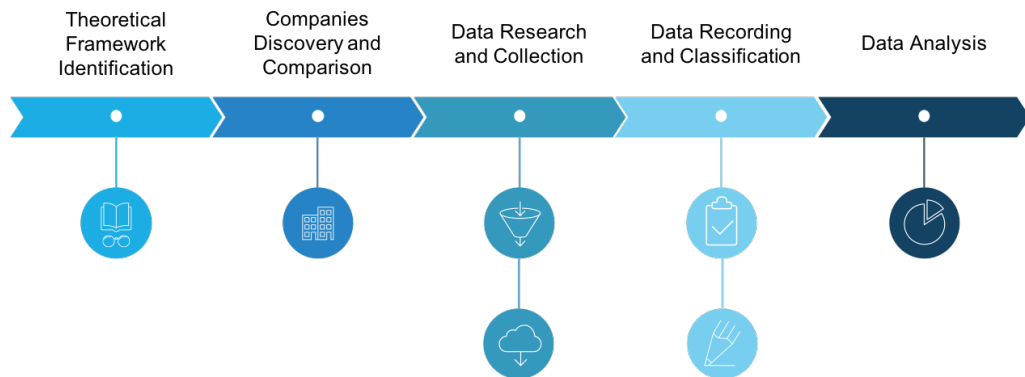 Theoretical
Framework
Identification
Companies
Discovery and
Comparison
Data Research
and Collection
Data Recording
and Classification
Data Analysis